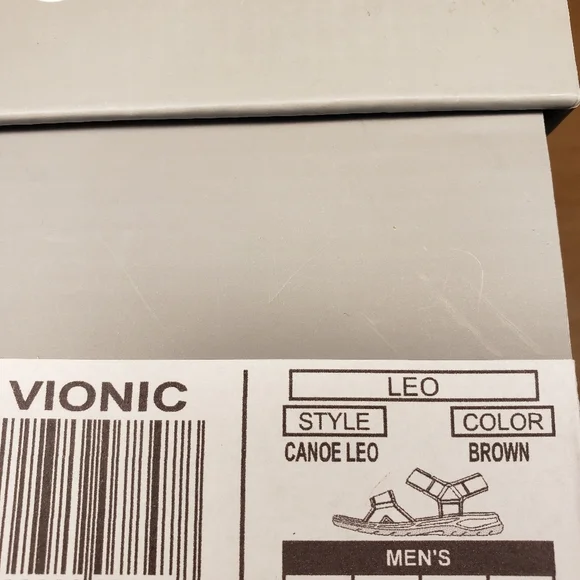 VIONIC
LEO
STYLE COLOR
CANOE LEO BROWN
MEN'S